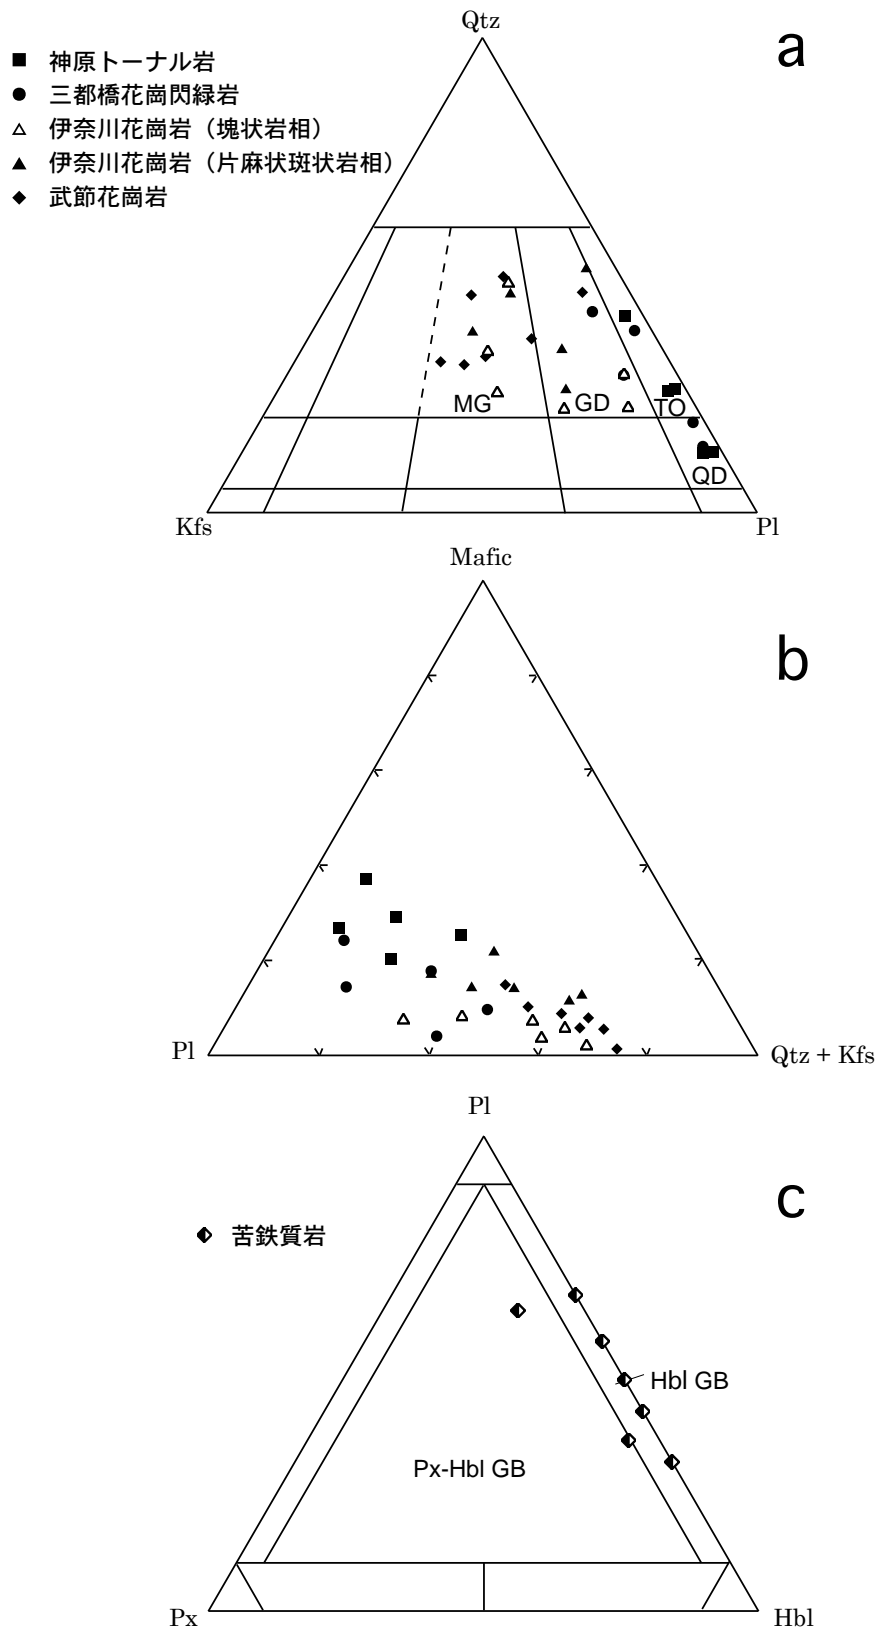 Qtz
a
神原トーナル岩
三都橋花崗閃緑岩
伊奈川花崗岩（塊状岩相）
伊奈川花崗岩（片麻状斑状岩相）
武節花崗岩
MG
GD
TO
QD
Kfs
Pl
Mafic
b
Pl
Qtz + Kfs
Pl
c
苦鉄質岩
Hbl GB
Px-Hbl GB
Px
Hbl